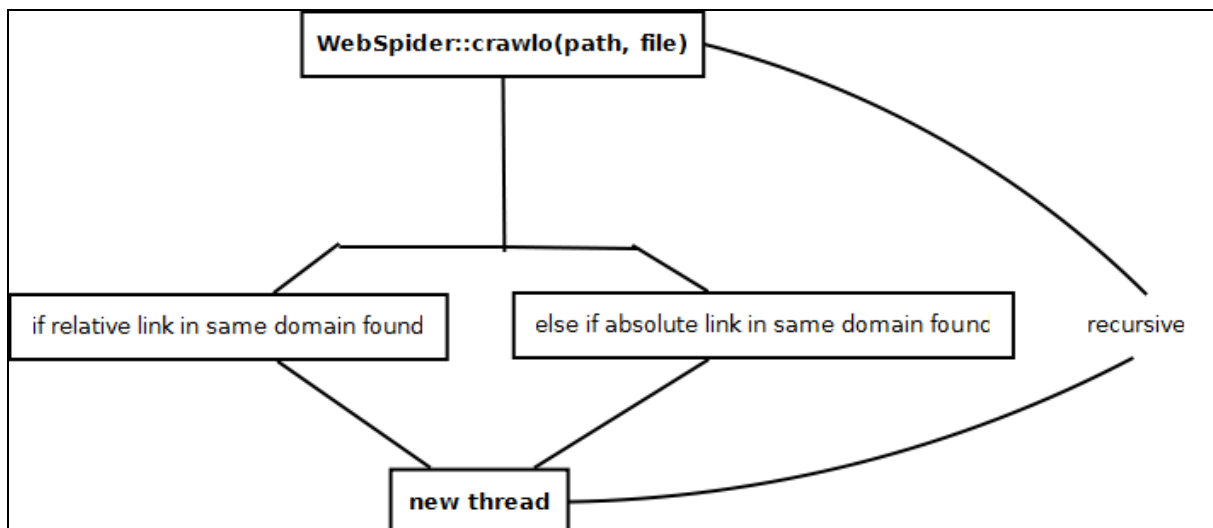 WebSpider::crawlo(path, file)
if relative link in same domain found
else if absolute link in same domain found
recursive
new thread